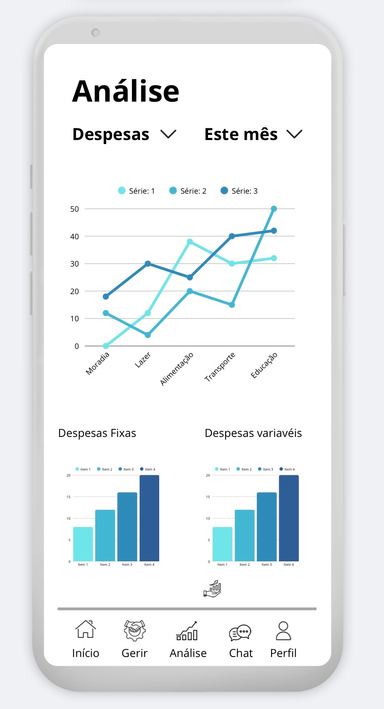 Análise
Despesas Este mês
Série: 1 Série: 2 Série: 3
50
40
30
20
10
0
Moradia Lazer Alimentação Transporte Educação
Despesas Fixas Despesas variavéis
Item 1 Item 2 Item 3 Item 4 Item 1 Item 2 Item 3 Item 4
20 20
15 15
10 10
5 5
0 0
Item 1 Item 2 Item 3 Item 4 Item 1 Item 2 Item 3 Item 4
Início Gerir Análise Chat Perfil